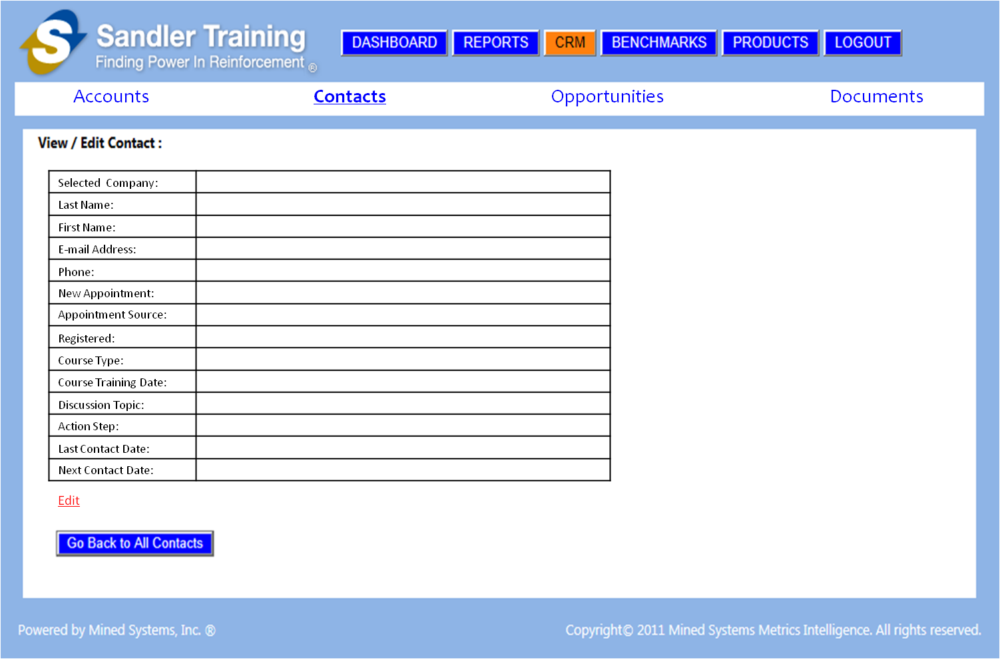 Sandler Training
Finding Power In Reinforcement ®
DASHBOARD REPORTS CRM BENCHMARKS PRODUCTS LOGOUT
Accounts Contacts Opportunities Documents
View / Edit Contact :
Selected Company:
Last Name:
First Name:
E-mail Address:
Phone:
New Appointment:
Appointment Source:
Registered:
Course Type:
Course Training Date:
Discussion Topic:
Action Step:
Last Contact Date:
Next Contact Date:
Edit
Go Back to All Contacts
Powered by Mined Systems, Inc. ® Copyright© 2011 Mined Systems Metrics Intelligence. All rights reserved.